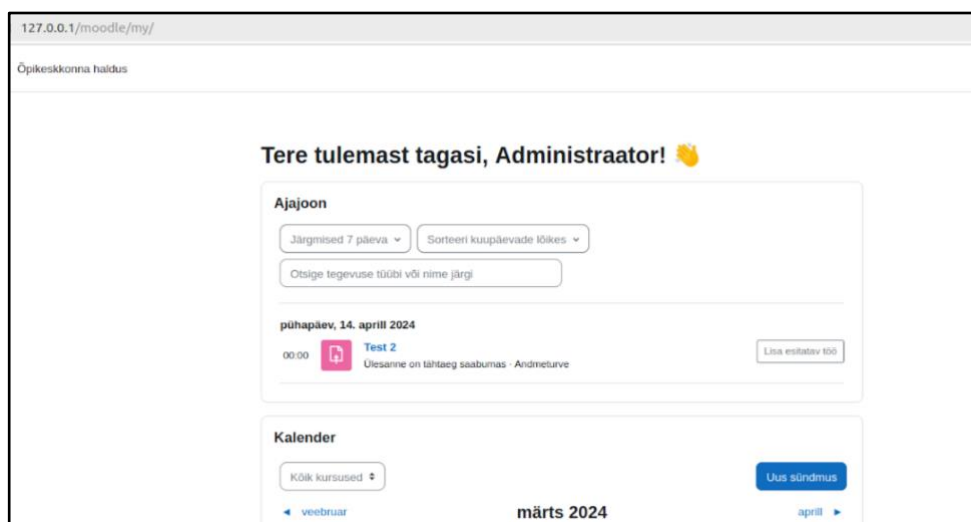 127.0.0.1/moodle/my/
Õpikeskkonna haldus
Tere tulemast tagasi, Administraator! 👋
Ajajoon
Järgmised 7 päeva
Sorteeri kuupäevade lõikes
Otsige tegevuse tüübi või nime järgi
pühapäev, 14. aprill 2024
00:00
Test 2
Lisa esitatav töö
Ülesanne on tähtaeg saabumas - Andmeturve
Kalender
Kõik kursused
Uus sündmus
◄ veebruar
märts 2024
aprill ►